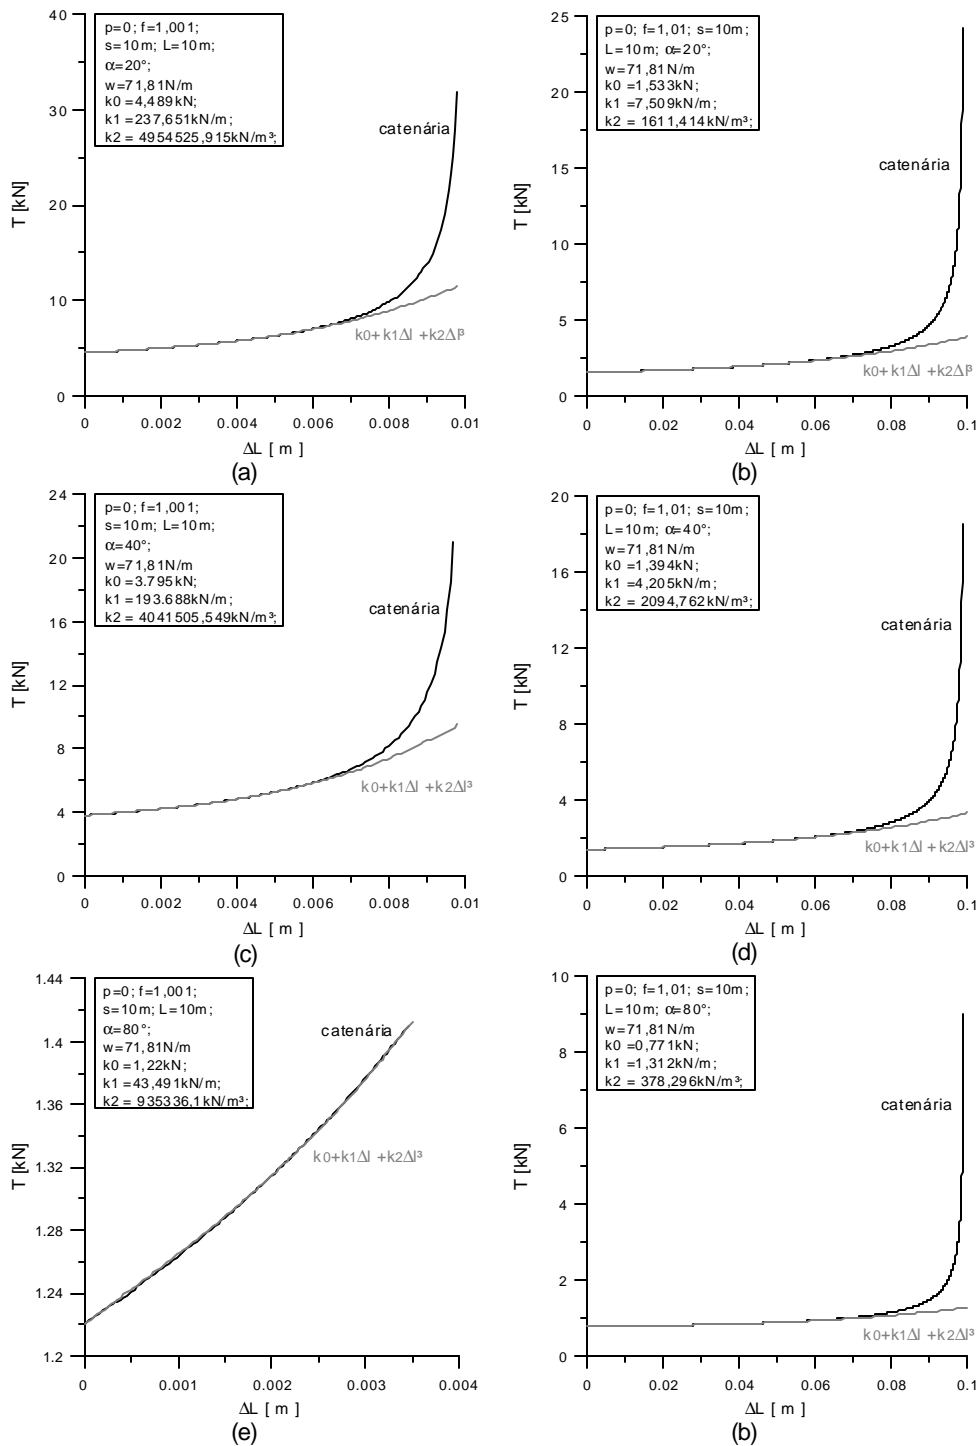 p=0; f=1,001;
s=10m; L=10m;
α=20°;
w=71,81N/m
k0=4,489kN;
k1=237,651kN/m;
k2=4954525,915kN/m³;
catenária
k0+k1Δl +k2Δl³
T [kN]
40
30
20
10
0
0
0.002
0.004
0.006
0.008
0.01
ΔL [ m ]
(a)
p=0; f=1,01; s=10m;
L=10m; α=20°;
w=71,81N/m
k0=1,533kN;
k1=7,509kN/m;
k2= 1611,414kN/m³;
catenária
k0+k1Δl +k2Δl³
T [kN]
25
20
15
10
5
0
0
0.02
0.04
0.06
0.08
0.1
ΔL [ m ]
(b)
p=0; f=1,001;
s=10m; L=10m;
α=40°;
w=71,81N/m
k0=3.795kN;
k1=193.688kN/m;
k2= 4041505,549kN/m³;
catenária
k0+k1Δl +k2Δl³
T [kN]
24
20
16
12
8
4
0
0
0.002
0.004
0.006
0.008
0.01
ΔL [ m ]
(c)
p=0; f=1,01; s=10m;
L=10m; α=40°;
w=71,81N/m
k0=1,394kN;
k1=4,205kN/m;
k2= 2094,762kN/m³;
catenária
k0+k1Δl +k2Δl³
T [kN]
20
16
12
8
4
0
0
0.02
0.04
0.06
0.08
0.1
ΔL [ m ]
(d)
p=0; f=1,001;
s=10m; L=10m;
α=80°;
w=71,81N/m
k0=1,22kN;
k1=43,491kN/m;
k2= 935336,1kN/m³;
catenária
k0+k1Δl +k2Δl³
T [kN]
1.44
1.4
1.36
1.32
1.28
1.24
1.2
0
0.001
0.002
0.003
0.004
ΔL [ m ]
(e)
p=0; f=1,01; s=10m;
L=10m; α=80°;
w=71,81N/m
k0=0,771kN;
k1=1,312kN/m;
k2= 378,296kN/m³;
catenária
k0+k1Δl +k2Δl³
T [kN]
10
8
6
4
2
0
0
0.02
0.04
0.06
0.08
0.1
ΔL [ m ]
(b)